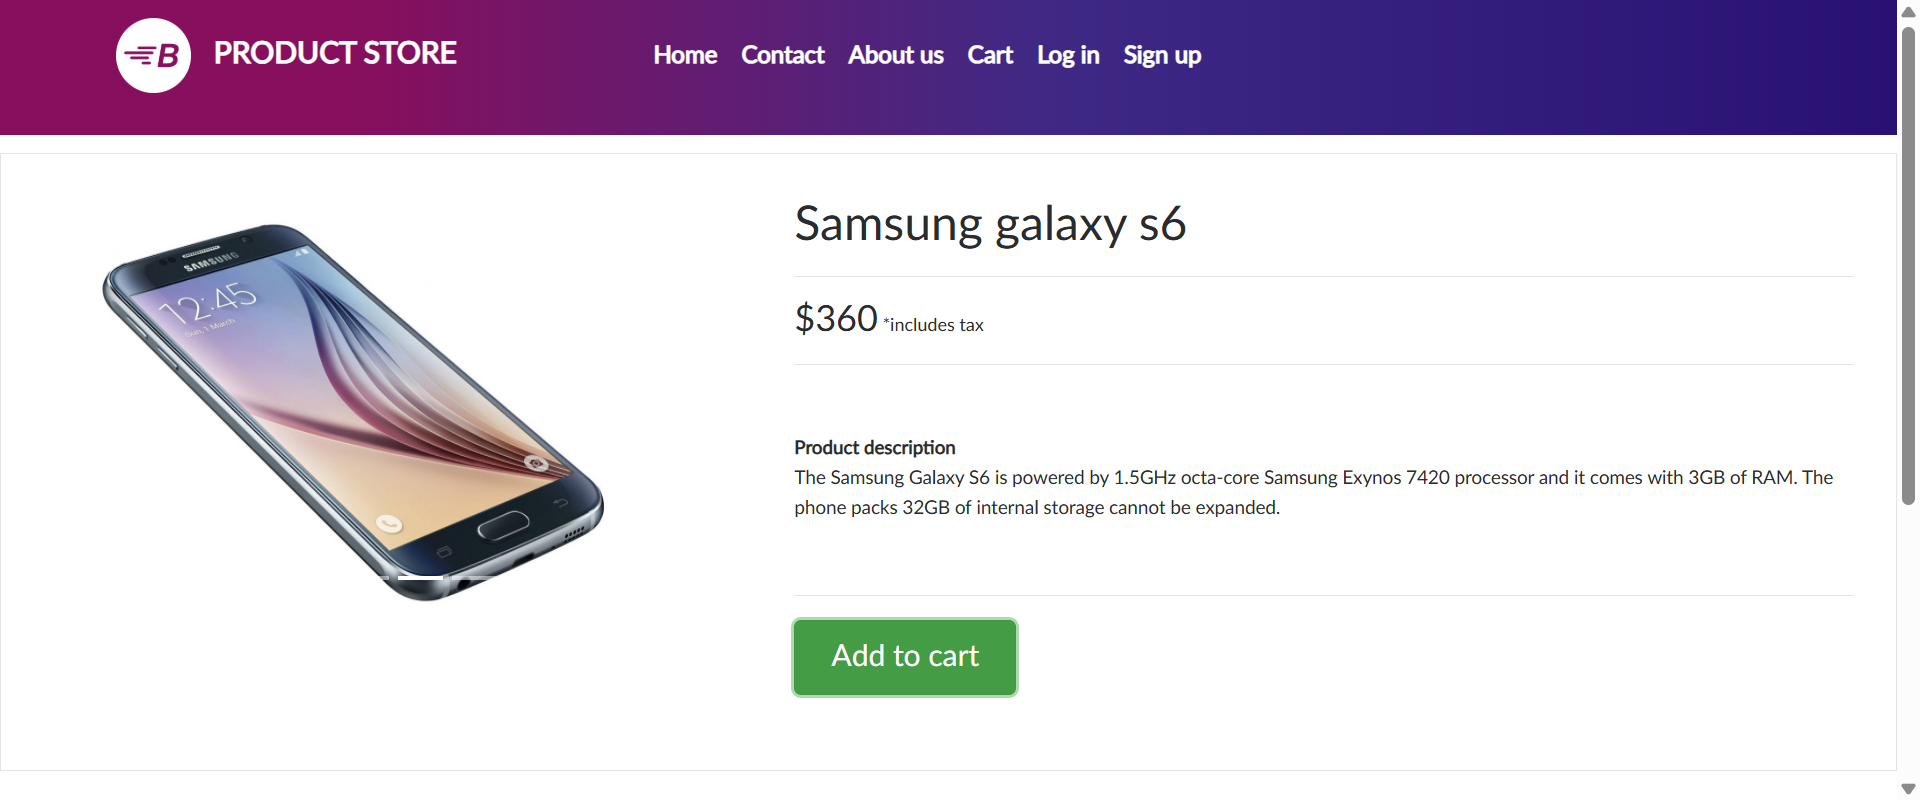 B PRODUCT STORE
Home Contact About us Cart Log in Sign up
SAMSUNG
12:45
Sun, 1 March
Samsung galaxy s6
$360 *includes tax
Product description
The Samsung Galaxy S6 is powered by 1.5GHz octa-core Samsung Exynos 7420 processor and it comes with 3GB of RAM. The
phone packs 32GB of internal storage cannot be expanded.
Add to cart